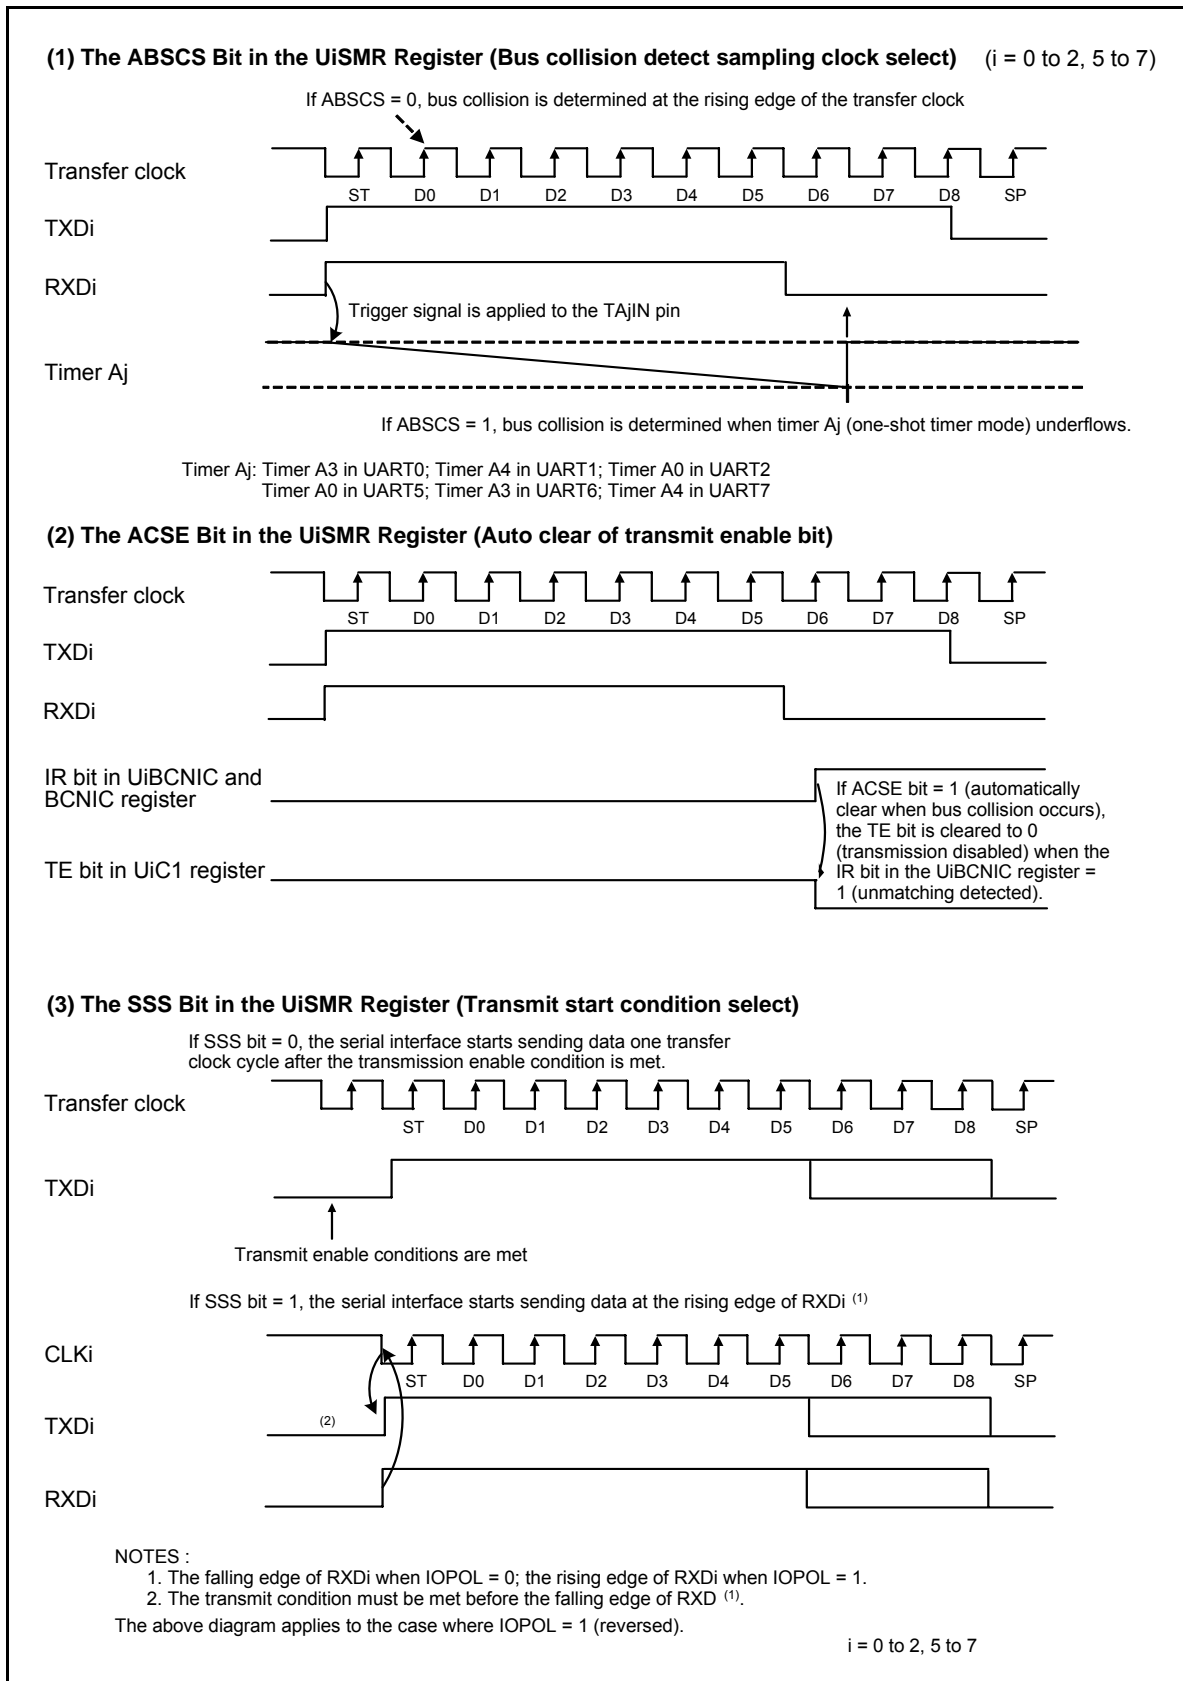 (1) The ABSCS Bit in the UiSMR Register (Bus collision detect sampling clock select) (i = 0 to 2, 5 to 7)
If ABSCS = 0, bus collision is determined at the rising edge of the transfer clock
Transfer clock
ST D0 D1 D2 D3 D4 D5 D6 D7 D8 SP
TXDi
RXDi
Trigger signal is applied to the TAjIN pin
Timer Aj
If ABSCS = 1, bus collision is determined when timer Aj (one-shot timer mode) underflows.
Timer Aj: Timer A3 in UART0; Timer A4 in UART1; Timer A0 in UART2
Timer A0 in UART5; Timer A3 in UART6; Timer A4 in UART7
(2) The ACSE Bit in the UiSMR Register (Auto clear of transmit enable bit)
Transfer clock
ST D0 D1 D2 D3 D4 D5 D6 D7 D8 SP
TXDi
RXDi
IR bit in UiBCNIC and
BCNIC register
If ACSE bit = 1 (automatically
clear when bus collision occurs),
the TE bit is cleared to 0
(transmission disabled) when the
IR bit in the UiBCNIC register =
1 (unmatching detected).
TE bit in UiC1 register
(3) The SSS Bit in the UiSMR Register (Transmit start condition select)
If SSS bit = 0, the serial interface starts sending data one transfer
clock cycle after the transmission enable condition is met.
Transfer clock
ST D0 D1 D2 D3 D4 D5 D6 D7 D8 SP
TXDi
Transmit enable conditions are met
If SSS bit = 1, the serial interface starts sending data at the rising edge of RXDi (1)
CLKi
ST D0 D1 D2 D3 D4 D5 D6 D7 D8 SP
TXDi
(2)
RXDi
NOTES :
1. The falling edge of RXDi when IOPOL = 0; the rising edge of RXDi when IOPOL = 1.
2. The transmit condition must be met before the falling edge of RXD (1).
The above diagram applies to the case where IOPOL = 1 (reversed).
i = 0 to 2, 5 to 7